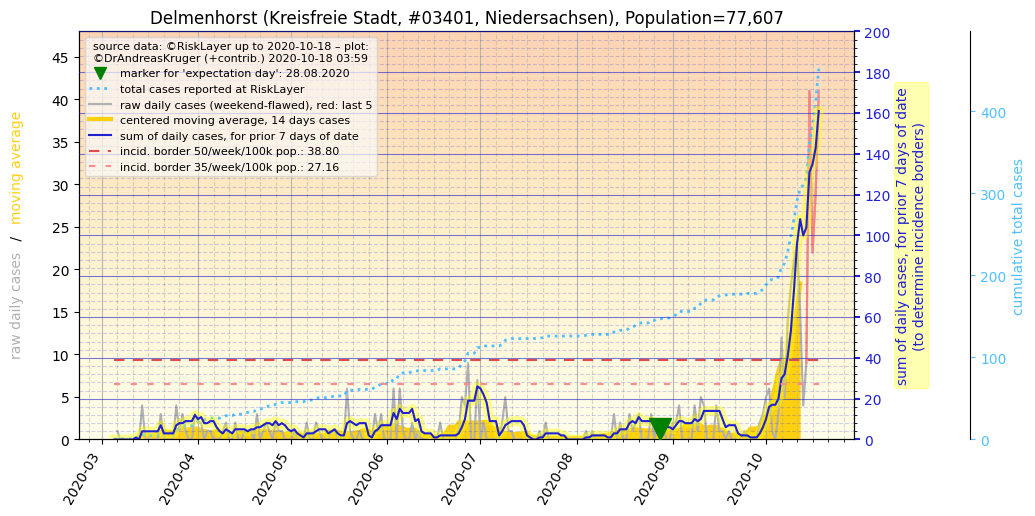 Delmenhorst (Kreisfreie Stadt, #03401, Niedersachsen), Population=77,607
source data: ©RiskLayer up to 2020-10-18 – plot:
©DrAndreasKruger (+contrib.) 2020-10-18 03:59
marker for 'expectation day': 28.08.2020
total cases reported at RiskLayer
raw daily cases (weekend-flawed), red: last 5
centered moving average, 14 days cases
sum of daily cases, for prior 7 days of date
incid. border 50/week/100k pop.: 38.80
incid. border 35/week/100k pop.: 27.16
raw daily cases / moving average
45
40
35
30
25
20
15
10
5
0
200
180
160
140
120
100
80
60
40
20
0
sum of daily cases, for prior 7 days of date
(to determine incidence borders)
400
300
200
100
0
cumulative total cases
2020-03
2020-04
2020-05
2020-06
2020-07
2020-08
2020-09
2020-10